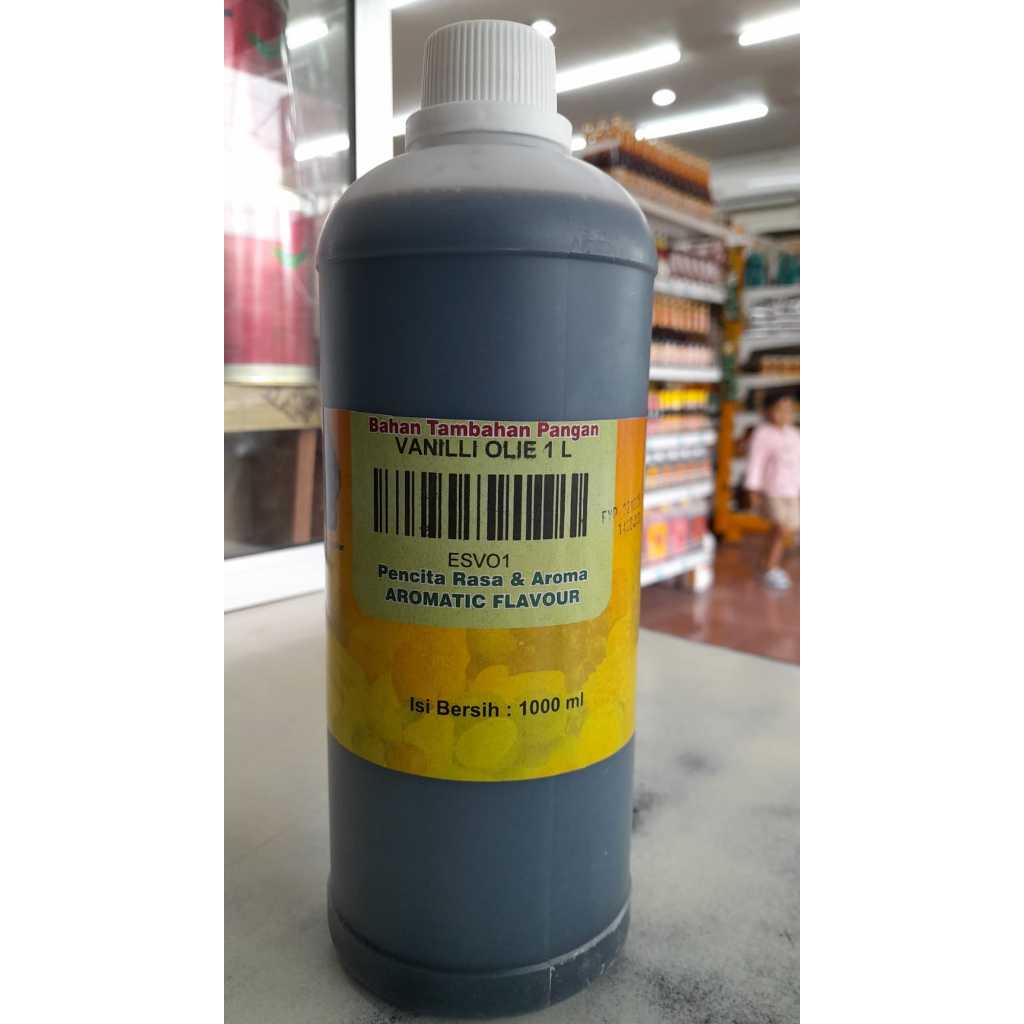 Bahan Tambahan Pangan
VANILLI OLIE 1 L
ESVO1
Pencita Rasa & Aroma
AROMATIC FLAVOUR
Isi Bersih : 1000 ml